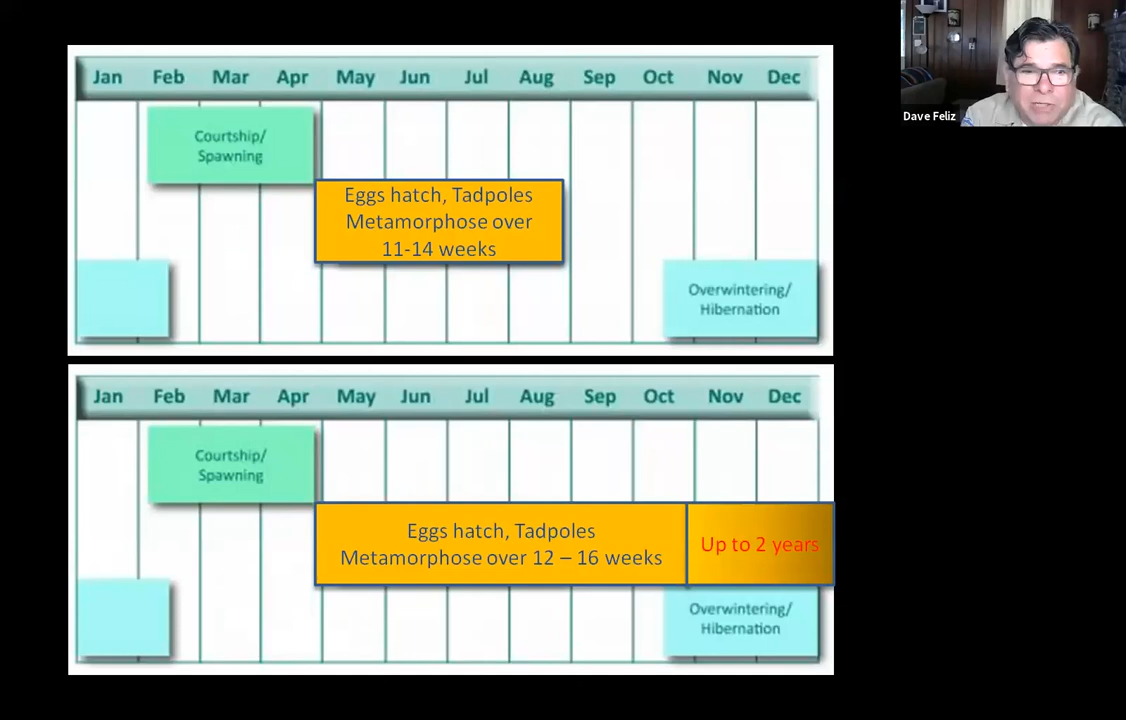 Jan Feb Mar Apr May Jun Jul Aug Sep Oct Nov Dec
Courtship/
Spawning
Eggs hatch, Tadpoles
Metamorphose over
11-14 weeks
Overwintering/
Hibernation
Dave Feliz
Jan Feb Mar Apr May Jun Jul Aug Sep Oct Nov Dec
Courtship/
Spawning
Eggs hatch, Tadpoles
Metamorphose over 12 – 16 weeks
Up to 2 years
Overwintering/
Hibernation